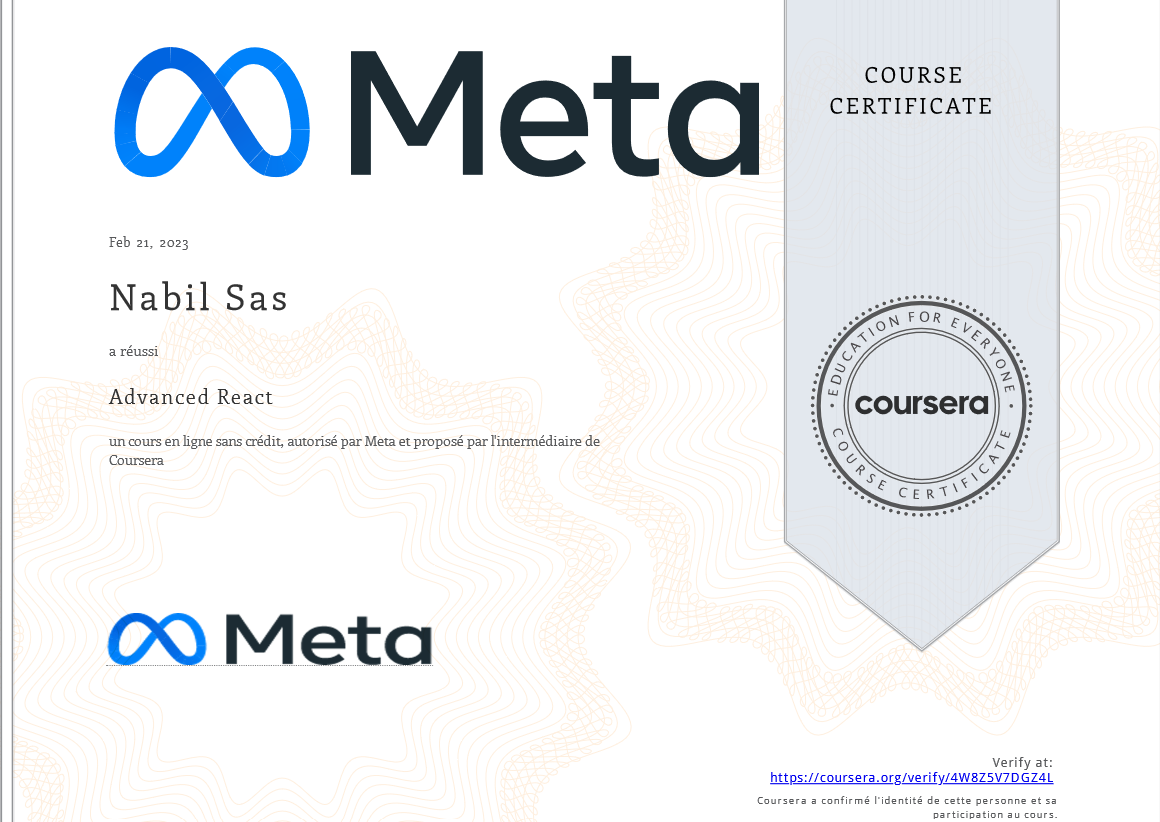 Meta
COURSE
CERTIFICATE
Feb 21, 2023
Nabil Sas
a réussi
Advanced React
un cours en ligne sans crédit, autorisé par Meta et proposé par l'intermédiaire de
Coursera
EDUCATION FOR EVERYONE
coursera
COURSE CERTIFICATE
Meta
Verify at:
https://coursera.org/verify/4W8Z5V7DGZ4L
Coursera a confirmé l'identité de cette personne et sa
participation au cours.